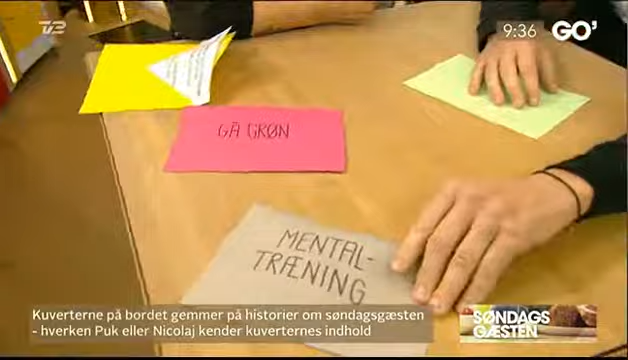 TV2
9:36 GO'
GÅ GRØN
MENTAL-
TRÆNING
Kuverterne på bordet gemmer på historier om søndagsgæsten
- hverken Puk eller Nicolaj kender kuverternes indhold
SØNDAGS
GÆSTEN